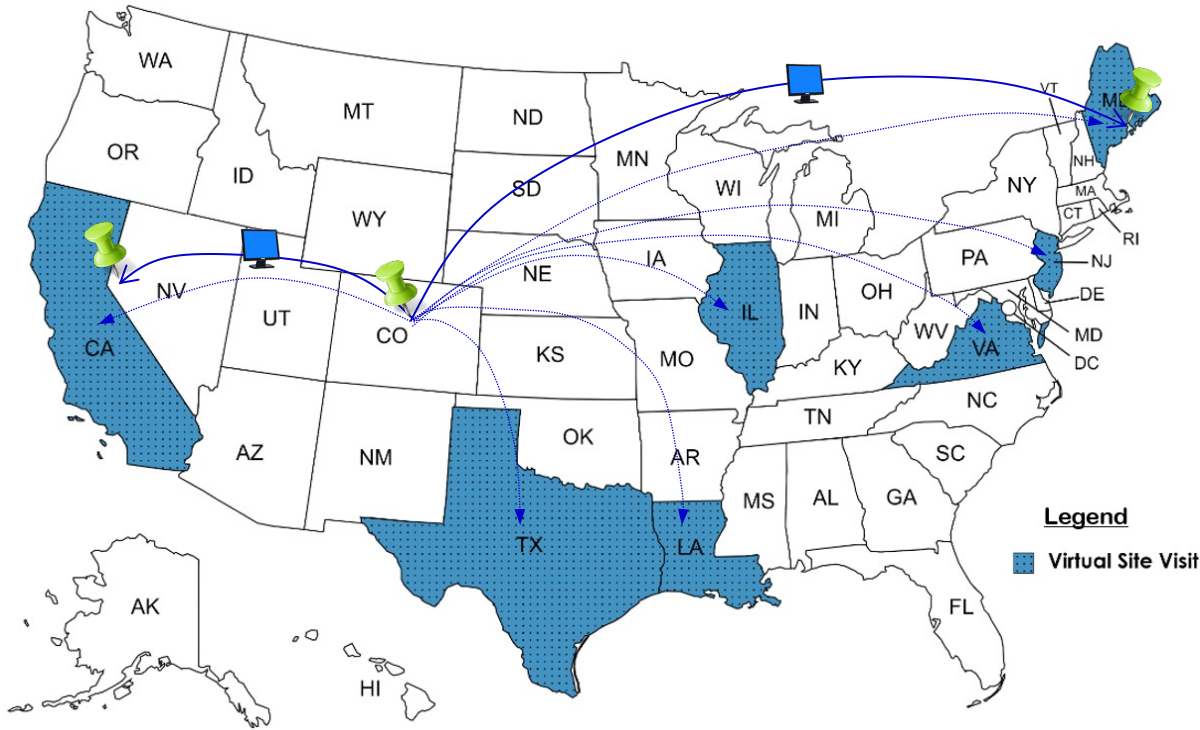 WA
MT
ND
MN
VT
ME
OR
ID
SD
WI
NH
WY
MI
NY
MA
CT
RI
NV
NE
IA
PA
NJ
UT
CO
IL
IN
OH
DE
CA
KS
MO
KY
WV
VA
MD
DC
AZ
NM
OK
AR
TN
NC
SC
MS
AL
GA
TX
LA
Legend
Virtual Site Visit
AK
FL
HI